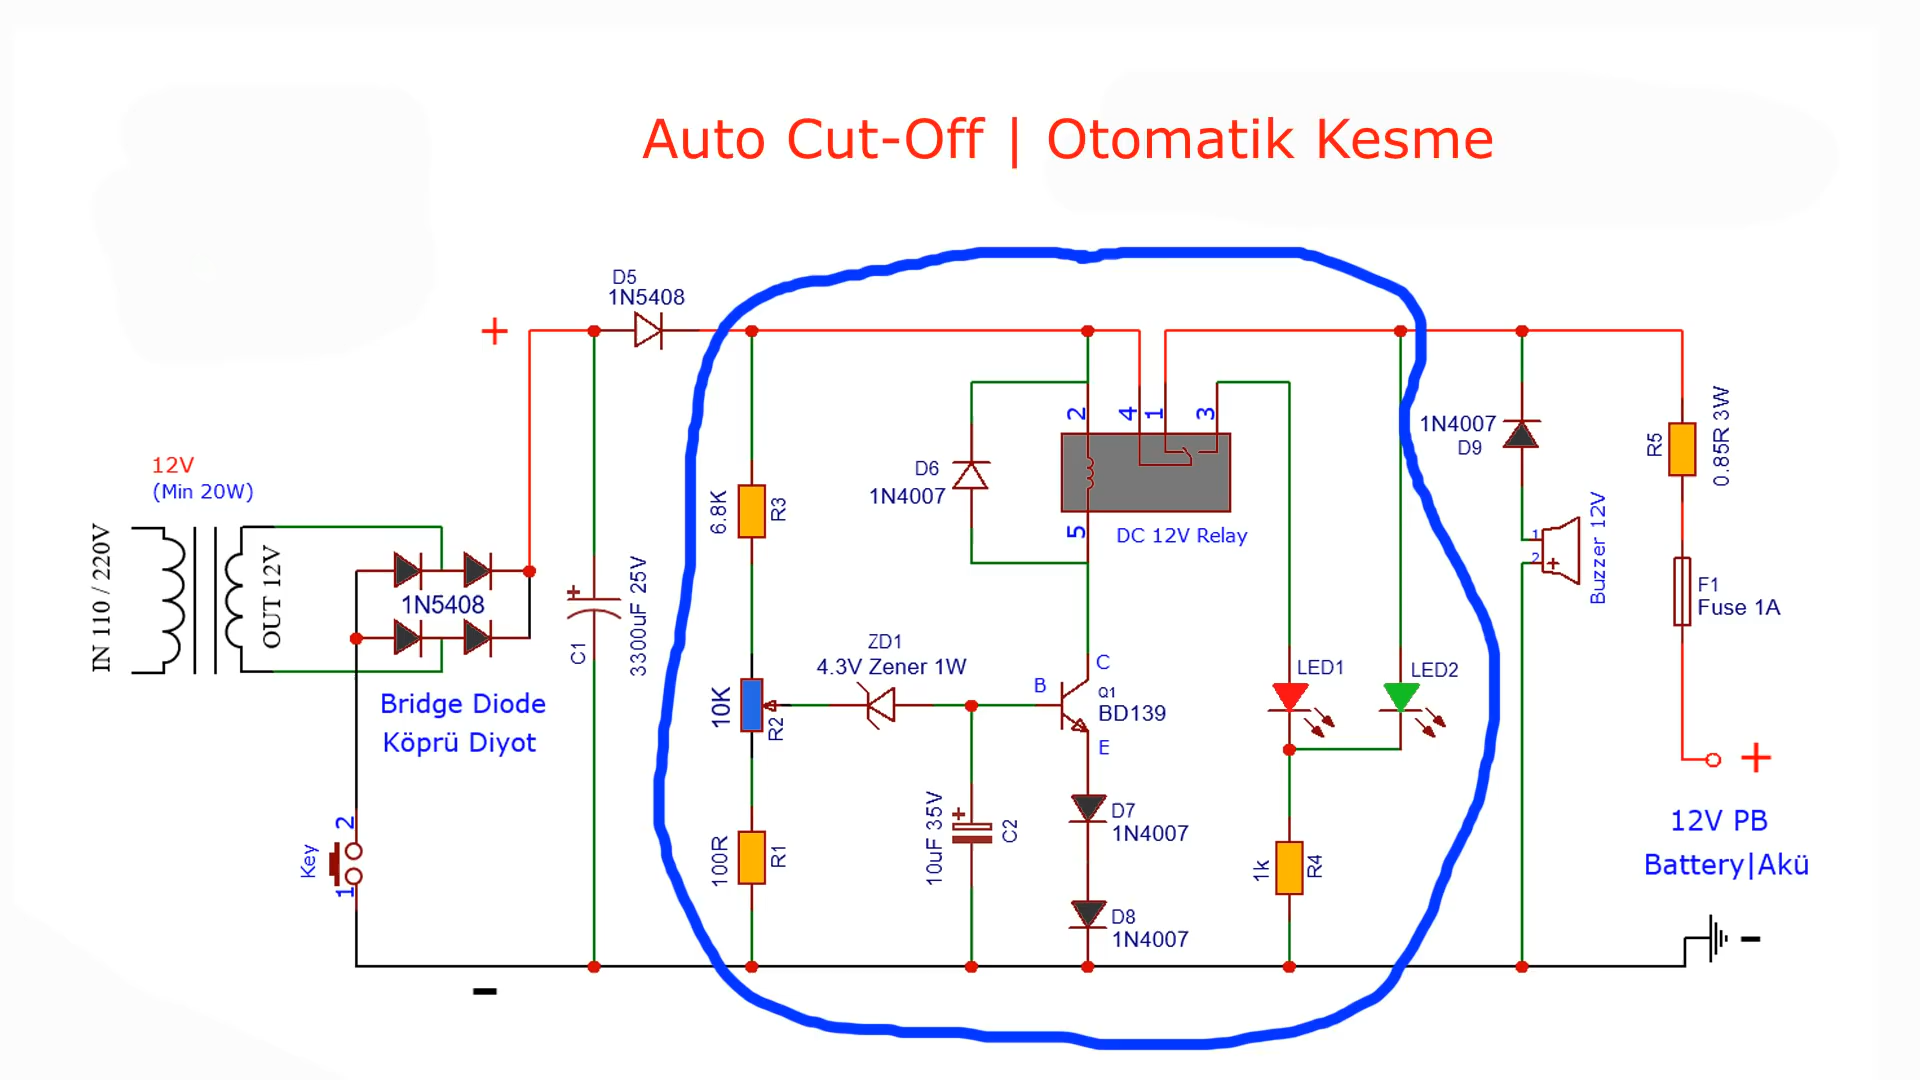 Auto Cut-Off | Otomatik Kesme
D5
1N5408
+
12V
(Min 20W)
IN 110 / 220V
OUT 12V
1N5408
Bridge Diode
Köprü Diyot
Key
2
1
-
+
C1
3300uF 25V
6.8K
R3
10K
R2
100R
R1
D6
1N4007
ZD1
4.3V Zener 1W
10uF 35V
+
C2
2
4
1
3
5
DC 12V Relay
B
C
Q1
BD139
E
D7
1N4007
D8
1N4007
LED1
LED2
1k
R4
1N4007
D9
1
2
+
Buzzer 12V
R5
0.85R 3W
F1
Fuse 1A
+
12V PB
Battery|Akü
-